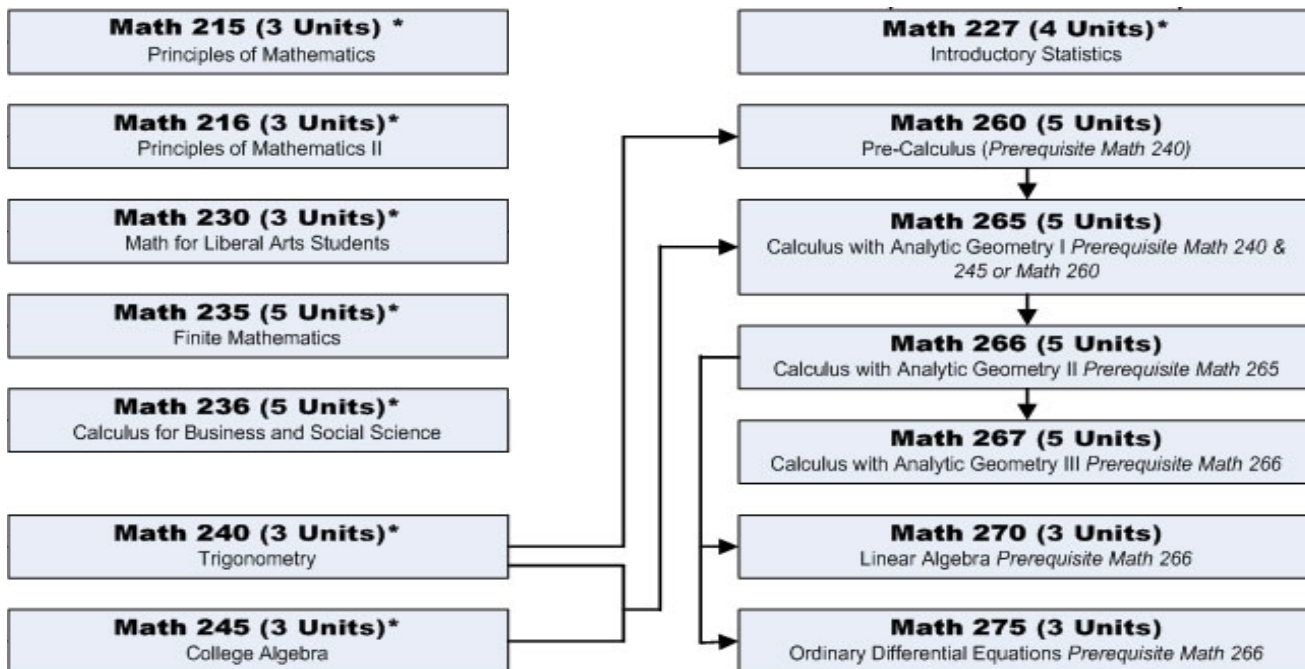 Math 215 (3 Units) *
Principles of Mathematics
Math 216 (3 Units)*
Principles of Mathematics II
Math 230 (3 Units)*
Math for Liberal Arts Students
Math 235 (5 Units)*
Finite Mathematics
Math 236 (5 Units)*
Calculus for Business and Social Science
Math 240 (3 Units)*
Trigonometry
Math 245 (3 Units)*
College Algebra
Math 227 (4 Units)*
Introductory Statistics
Math 260 (5 Units)
Pre-Calculus (Prerequisite Math 240)
Math 265 (5 Units)
Calculus with Analytic Geometry I Prerequisite Math 240 &
245 or Math 260
Math 266 (5 Units)
Calculus with Analytic Geometry II Prerequisite Math 265
Math 267 (5 Units)
Calculus with Analytic Geometry III Prerequisite Math 266
Math 270 (3 Units)
Linear Algebra Prerequisite Math 266
Math 275 (3 Units)
Ordinary Differential Equations Prerequisite Math 266